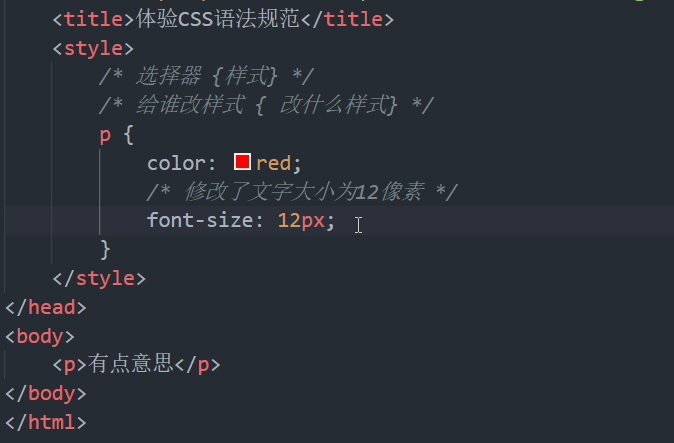 <title>体验CSS语法规范</title>
<style>
/* 选择器 {样式} */
/* 给谁改样式 { 改什么样式} */
p {
color: red;
/* 修改了文字大小为12像素 */
font-size: 12px;
}
</style>
</head>
<body>
<p>有点意思</p>
</body>
</html>